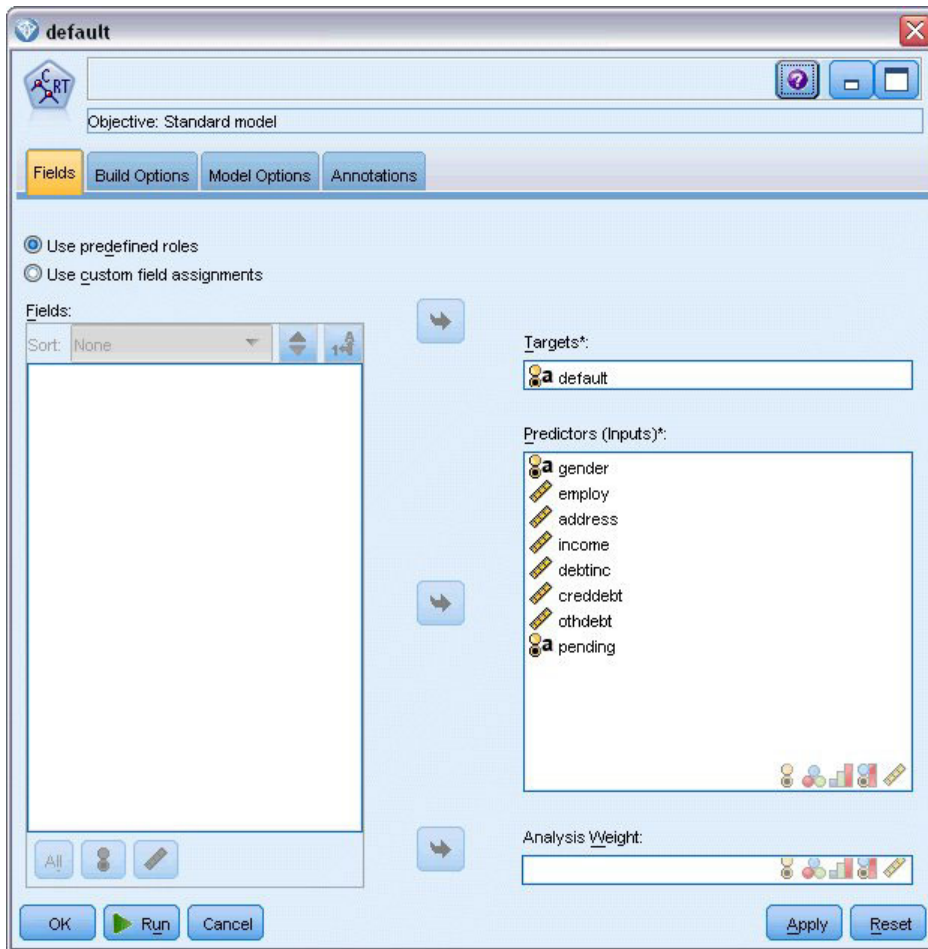 default
C
RT
Objective: Standard model
Fields Build Options Model Options Annotations
Use predefined roles
Use custom field assignments
Fields:
Sort: None
Targets*:
default
Predictors (Inputs)*:
gender
employ
address
income
debtinc
creddebt
othdebt
pending
All
Analysis Weight:
OK Run Cancel Apply Reset